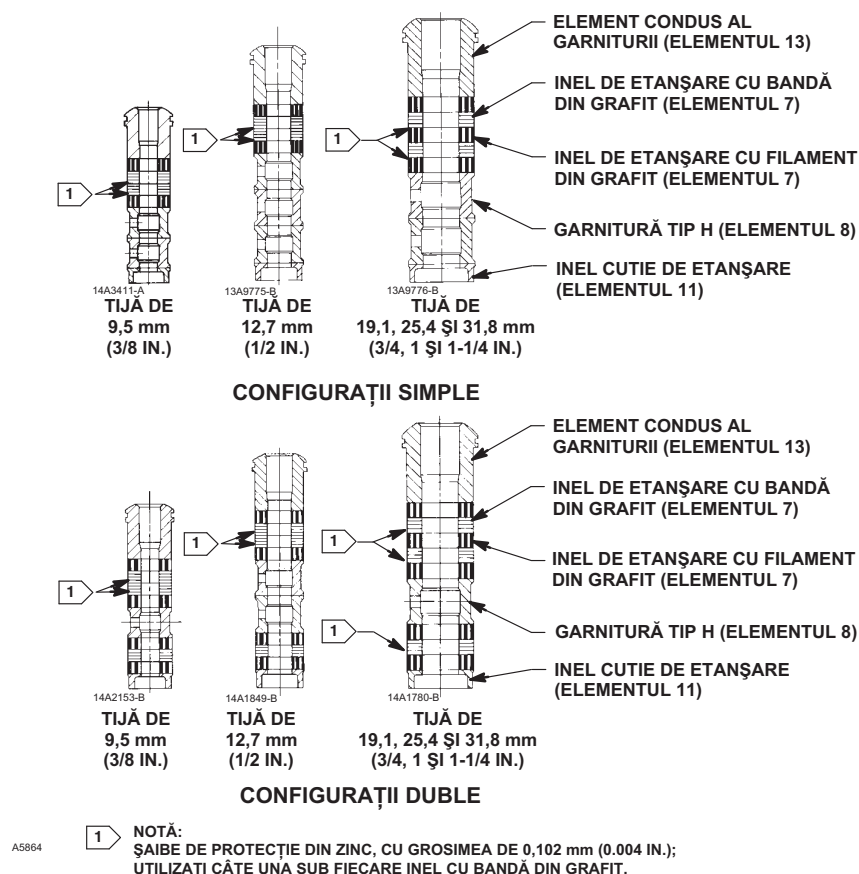 ELEMENT CONDUS AL
GARNITURII (ELEMENTUL 13)
INEL DE ETANŞARE CU BANDĂ
DIN GRAFIT (ELEMENTUL 7)
1
1
1
INEL DE ETANŞARE CU FILAMENT
DIN GRAFIT (ELEMENTUL 7)
GARNITURĂ TIP H (ELEMENTUL 8)
INEL CUTIE DE ETANŞARE
(ELEMENTUL 11)
14A3411-A
13A9775-B
13A9776-B
TIJĂ DE
9,5 mm
(3/8 IN.)
TIJĂ DE
12,7 mm
(1/2 IN.)
TIJĂ DE
19,1, 25,4 ŞI 31,8 mm
(3/4, 1 ŞI 1-1/4 IN.)
CONFIGURAȚII SIMPLE
ELEMENT CONDUS AL
GARNITURII (ELEMENTUL 13)
INEL DE ETANŞARE CU BANDĂ
DIN GRAFIT (ELEMENTUL 7)
1
1
1
INEL DE ETANŞARE CU FILAMENT
DIN GRAFIT (ELEMENTUL 7)
1
GARNITURĂ TIP H (ELEMENTUL 8)
INEL CUTIE DE ETANŞARE
(ELEMENTUL 11)
14A2153-B
14A1849-B
14A1780-B
TIJĂ DE
9,5 mm
(3/8 IN.)
TIJĂ DE
12,7 mm
(1/2 IN.)
TIJĂ DE
19,1, 25,4 ŞI 31,8 mm
(3/4, 1 ŞI 1-1/4 IN.)
CONFIGURAȚII DUBLE
A5864
1 NOTĂ:
ŞAIBE DE PROTECȚIE DIN ZINC, CU GROSIMEA DE 0,102 mm (0.004 IN.);
UTILIZAȚI CÂTE UNA SUB FIECARE INEL CU BANDĂ DIN GRAFIT.